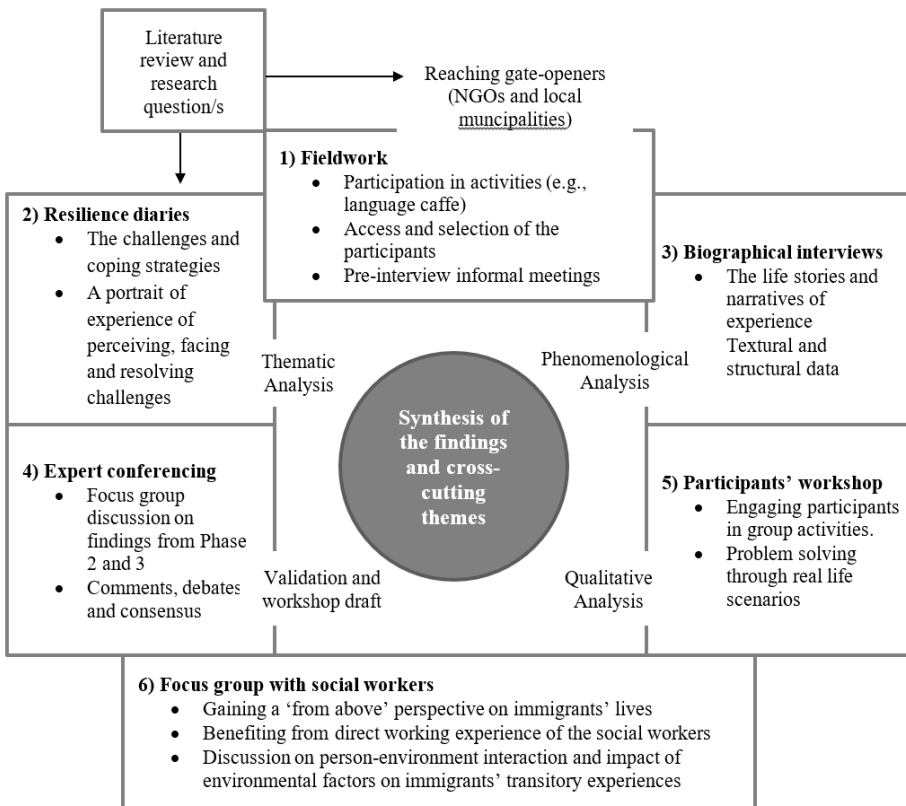 Literature
review and
research
question/s
Reaching gate-openers
(NGOs and local
muncipalities)
1) Fieldwork
• Participation in activities (e.g.,
language caffe)
• Access and selection of the
participants
• Pre-interview informal meetings
2) Resilience diaries
• The challenges and
coping strategies
• A portrait of
experience of
perceiving, facing
and resolving
challenges
3) Biographical interviews
• The life stories and
narratives of
experience
Textural and
structural data
Thematic
Analysis
Phenomenological
Analysis
Synthesis of
the findings
and cross-
cutting
themes
4) Expert conferencing
• Focus group
discussion on
findings from Phase
2 and 3
• Comments, debates
and consensus
5) Participants’ workshop
• Engaging participants
in group activities.
• Problem solving
through real life
scenarios
Validation and
workshop draft
Qualitative
Analysis
6) Focus group with social workers
• Gaining a ‘from above’ perspective on immigrants’ lives
• Benefiting from direct working experience of the social workers
• Discussion on person-environment interaction and impact of
environmental factors on immigrants’ transitory experiences